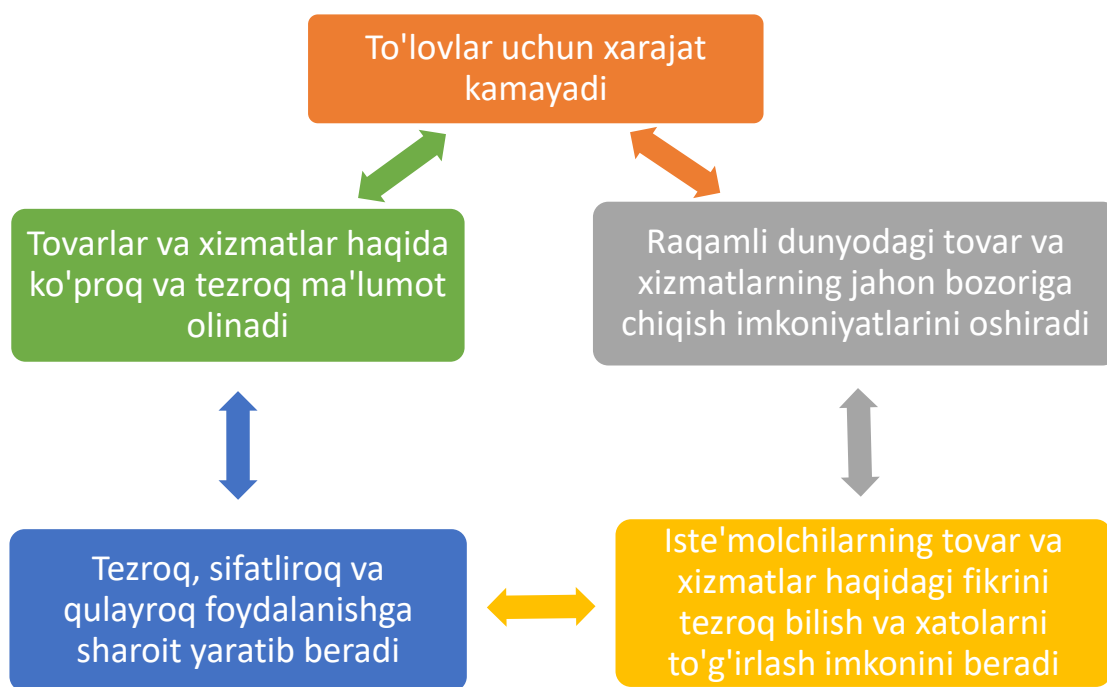 To'lovlar uchun xarajat
kamayadi
Tovarlar va xizmatlar haqida
ko'proq va tezroq ma'lumot
olinadi
Raqamli dunyodagi tovar va
xizmatlarning jahon bozoriga
chiqish imkoniyatlarini oshiradi
Tezroq, sifatliroq va
qulayroq foydalanishga
sharoit yaratib beradi
Iste'molchilarning tovar va
xizmatlar haqidagi fikrini
tezroq bilish va xatolarni
to'g'irlash imkonini beradi